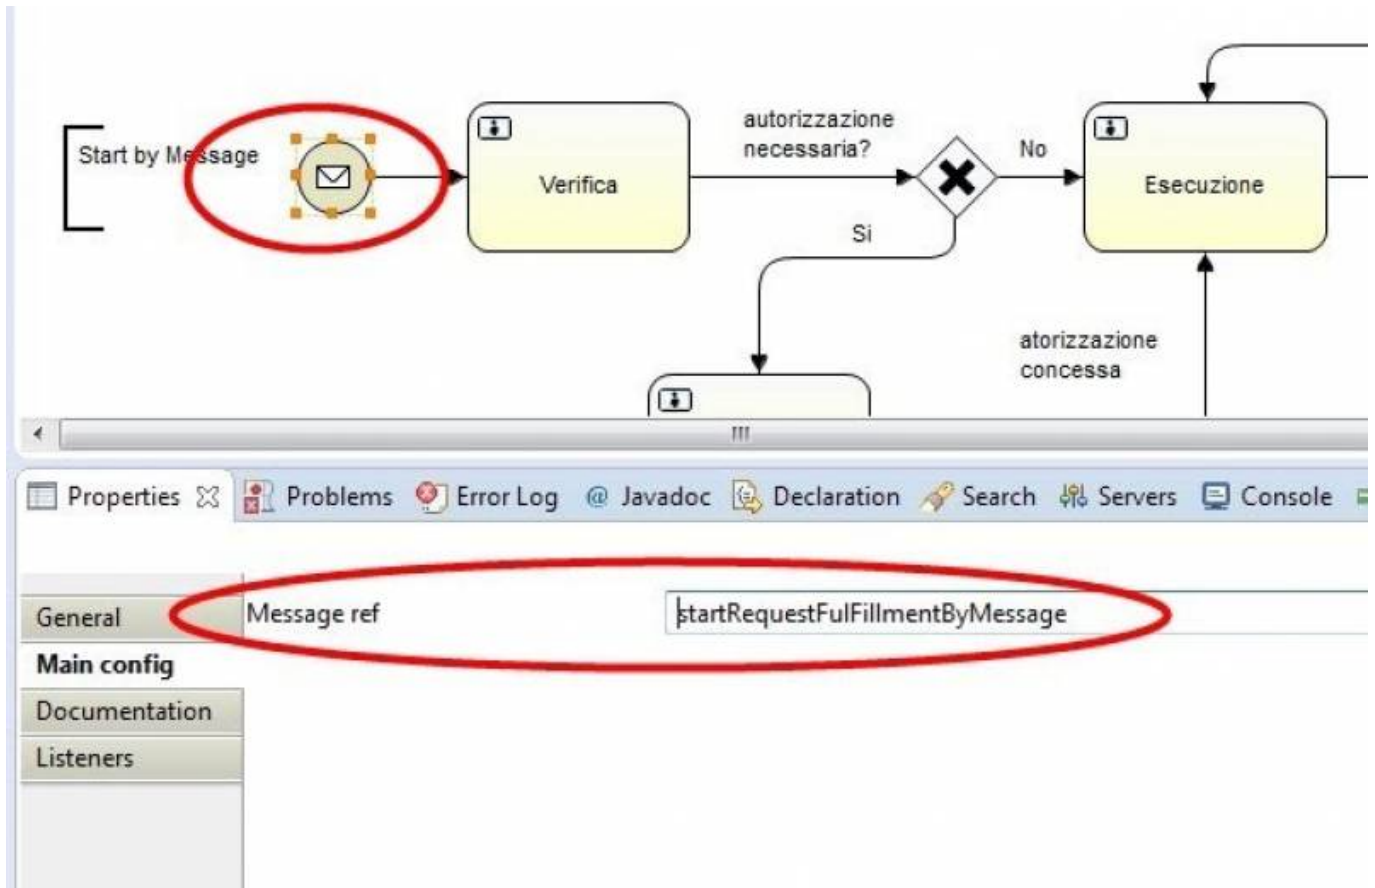 autorizzazione
necessaria?
No
Start by Message
Verifica
Esecuzione
Si
atorizzazione
concessa
Properties Problems Error Log @ Javadoc Declaration Search Servers Console
General
Message ref
startRequestFulFillmentByMessage
Main config
Documentation
Listeners